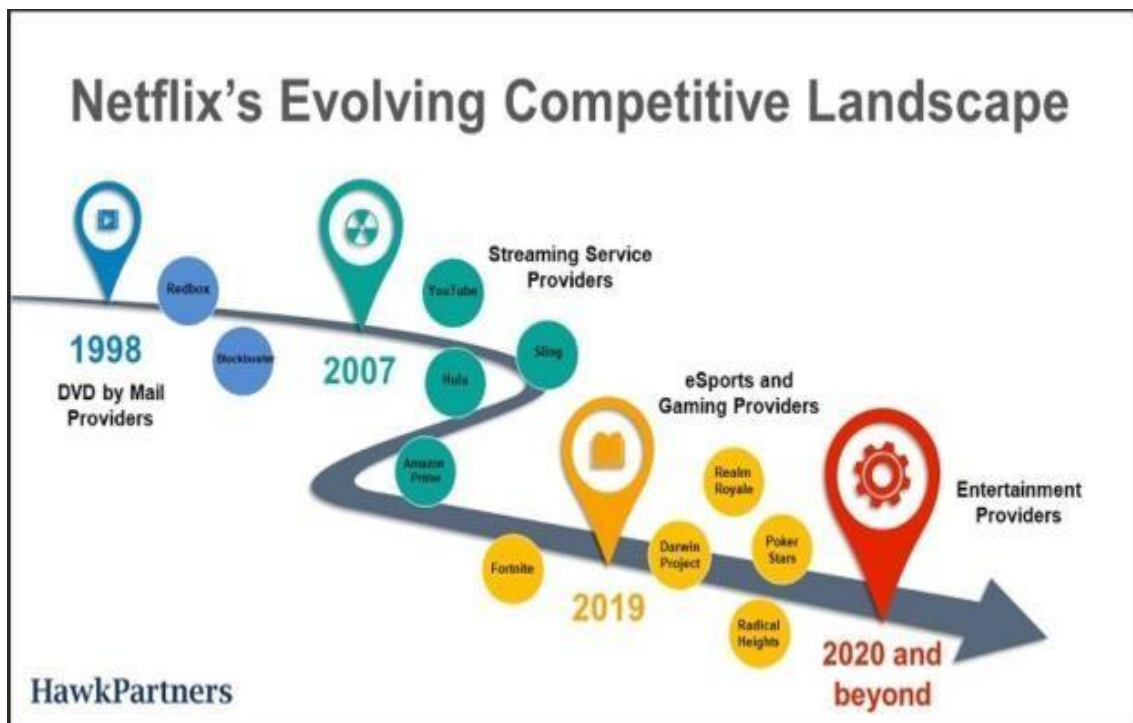 Netflix's Evolving Competitive Landscape
1998
DVD by Mail
Providers
Redbox
Blockbuster
2007
Streaming Service
Providers
YouTube
Sling
Hulu
Amazon
Prime
2019
eSports and
Gaming Providers
Fortnite
Darwin
Project
Realm
Royale
Poker
Stars
Radical
Heights
2020 and
beyond
Entertainment
Providers
HawkPartners